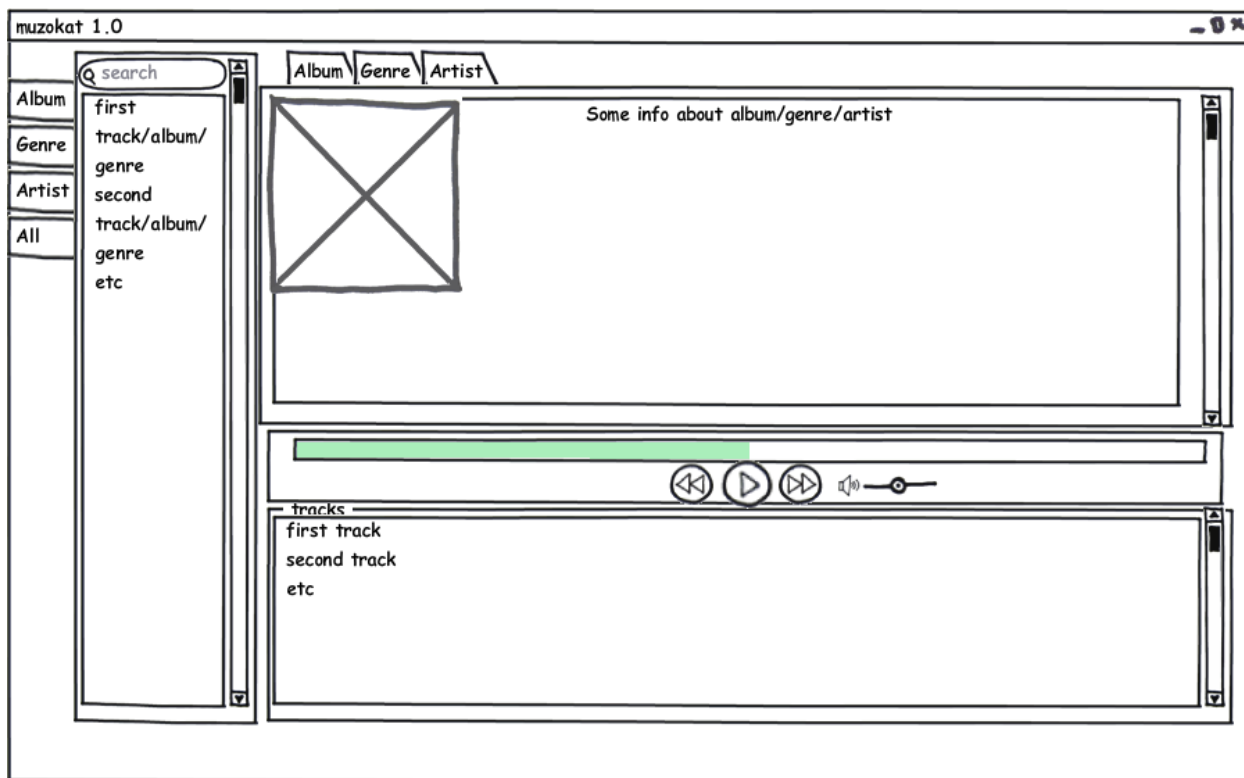 muzokat 1.0
search
Album
Genre
Artist
All
first
track/album/
genre
second
track/album/
genre
etc
Album Genre Artist
Some info about album/genre/artist
tracks
first track
second track
etc